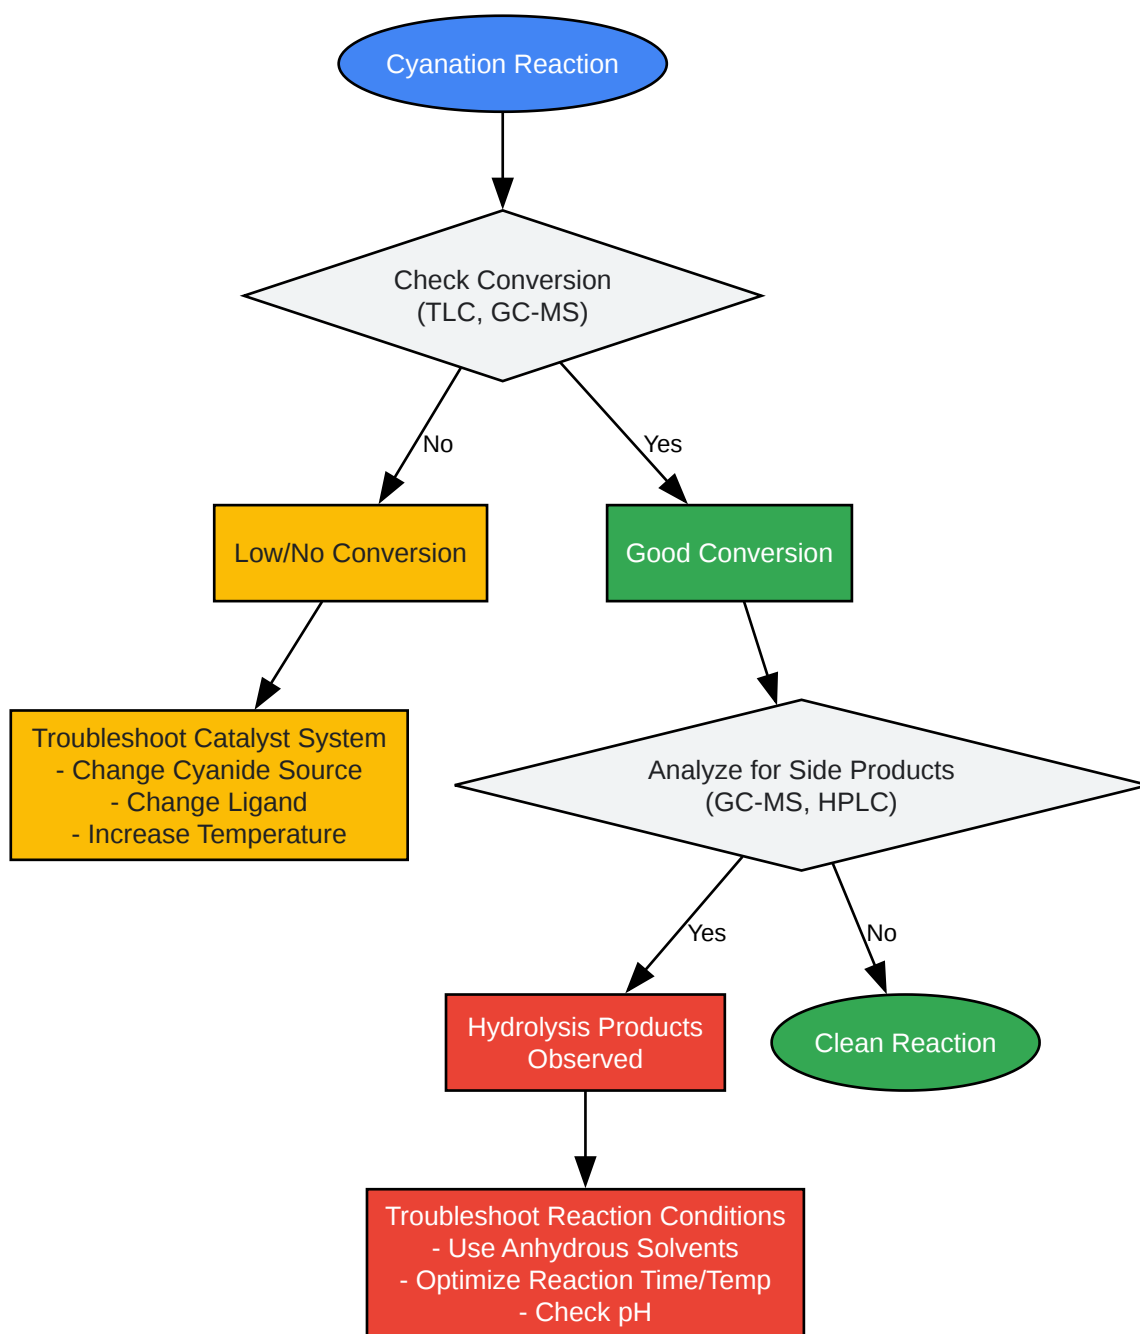 Cyanation Reaction
Check Conversion
(TLC, GC-MS)
No
Yes
Low/No Conversion
Good Conversion
Troubleshoot Catalyst System
- Change Cyanide Source
- Change Ligand
- Increase Temperature
Analyze for Side Products
(GC-MS, HPLC)
Yes
No
Hydrolysis Products
Observed
Clean Reaction
Troubleshoot Reaction Conditions
- Use Anhydrous Solvents
- Optimize Reaction Time/Temp
- Check pH